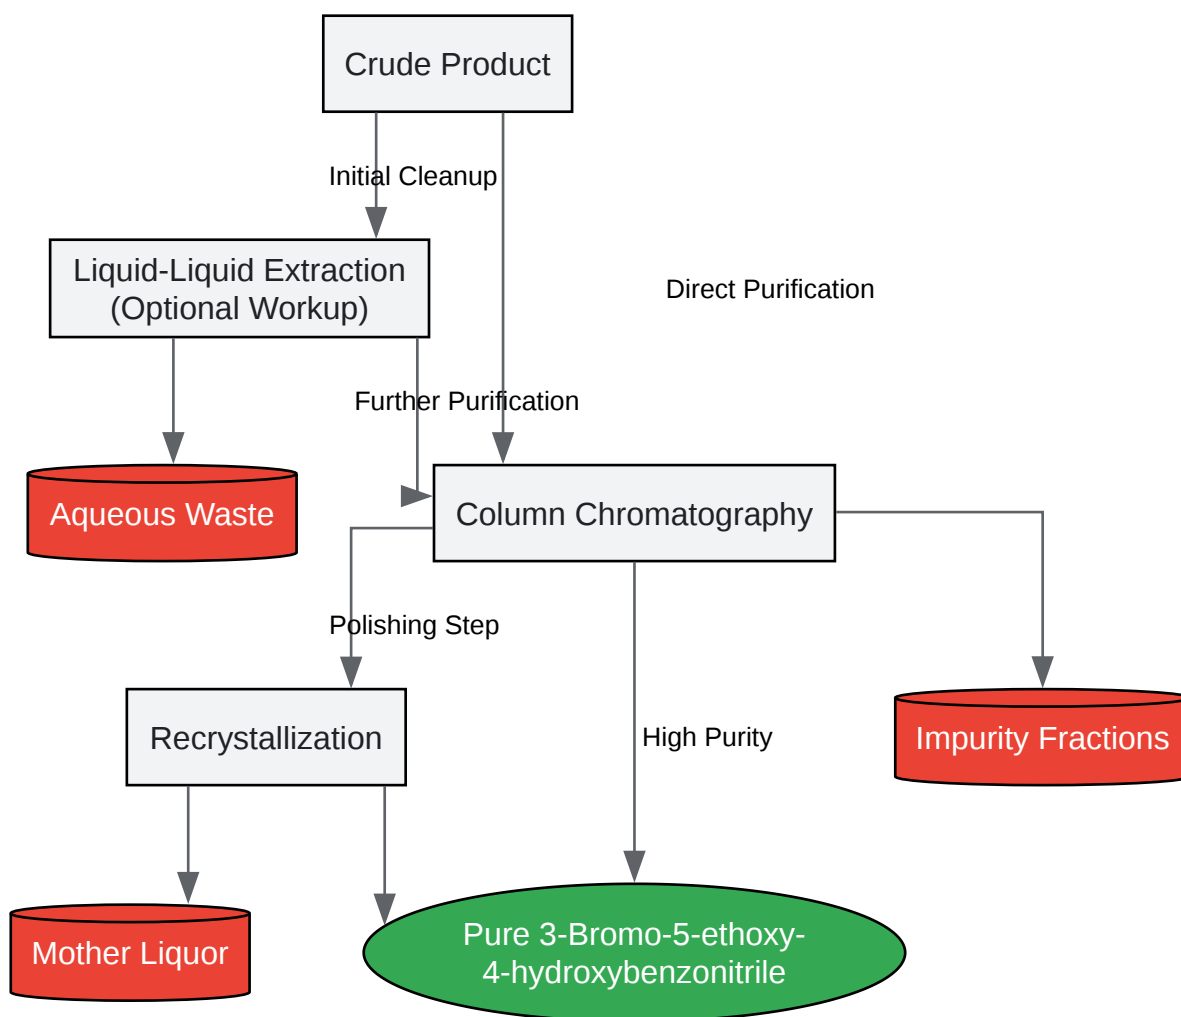 Crude Product
Initial Cleanup
Liquid-Liquid Extraction
(Optional Workup)
Direct Purification
Further Purification
Aqueous Waste
Column Chromatography
Polishing Step
Recrystallization
High Purity
Impurity Fractions
Mother Liquor
Pure 3-Bromo-5-ethoxy-
4-hydroxybenzonitrile